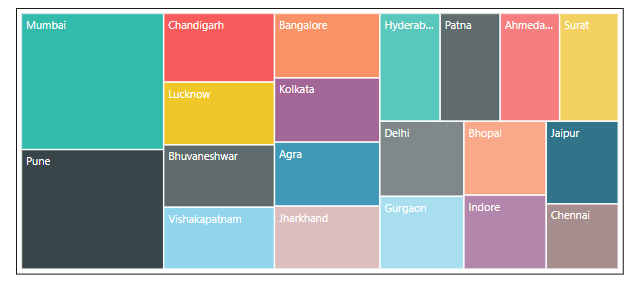 Mumbai
Pune
Chandigarh
Lucknow
Bhuvaneshwar
Vishakapatnam
Bangalore
Kolkata
Agra
Jharkhand
Hyderab...
Patna
Ahmeda...
Surat
Delhi
Gurgaon
Bhopal
Indore
Jaipur
Chennai